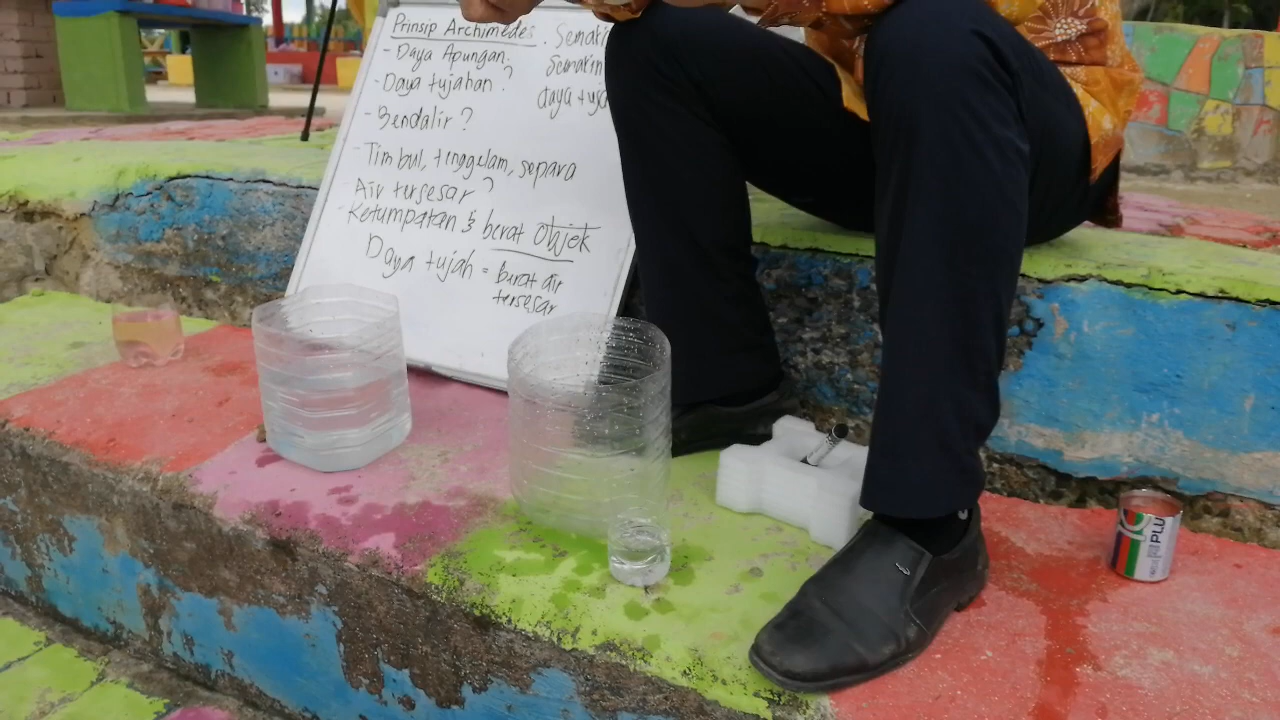 Prinsip Archimedes
- Daya Apungan.
- Daya tujahan?
- Bendalir?
- Timbul, tenggelam, separa
Air tersesar?
Ketumpatan & berat Objek
Daya tujah = berat air
tersesar
. Semakin
Semakin
daya tuja
PLU